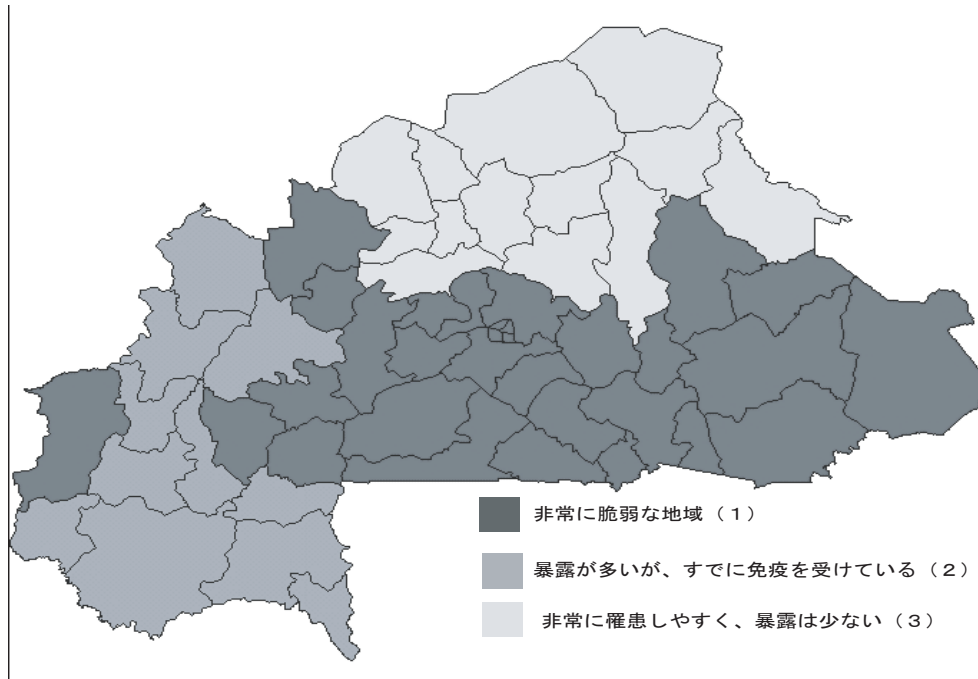 非常に脆弱な地域（１）
暴露が多いが、すでに免疫を受けている（２）
非常に罹患しやすく、暴露は少ない（３）